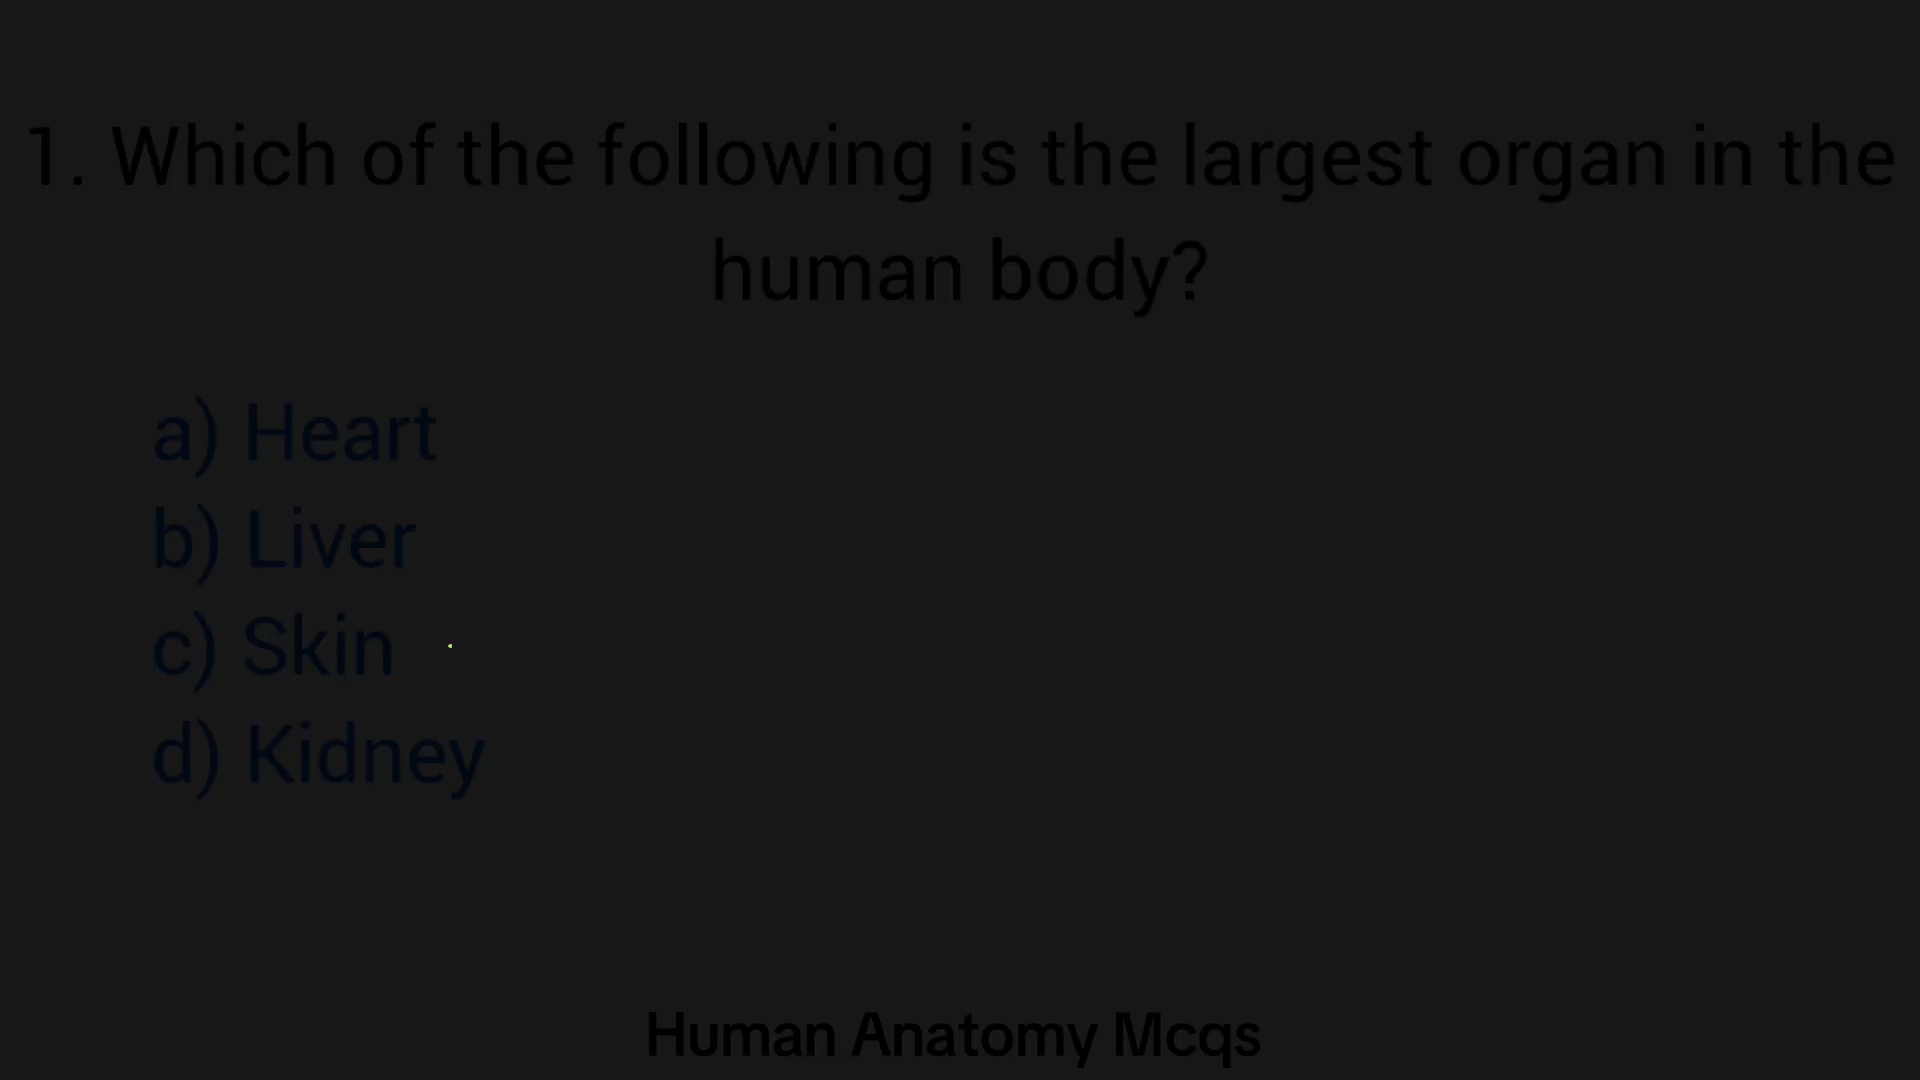 1. Which of the following is the largest organ in the
human body?
a) Heart
b) Liver
c) Skin
d) Kidney
Human Anatomy Mcqs